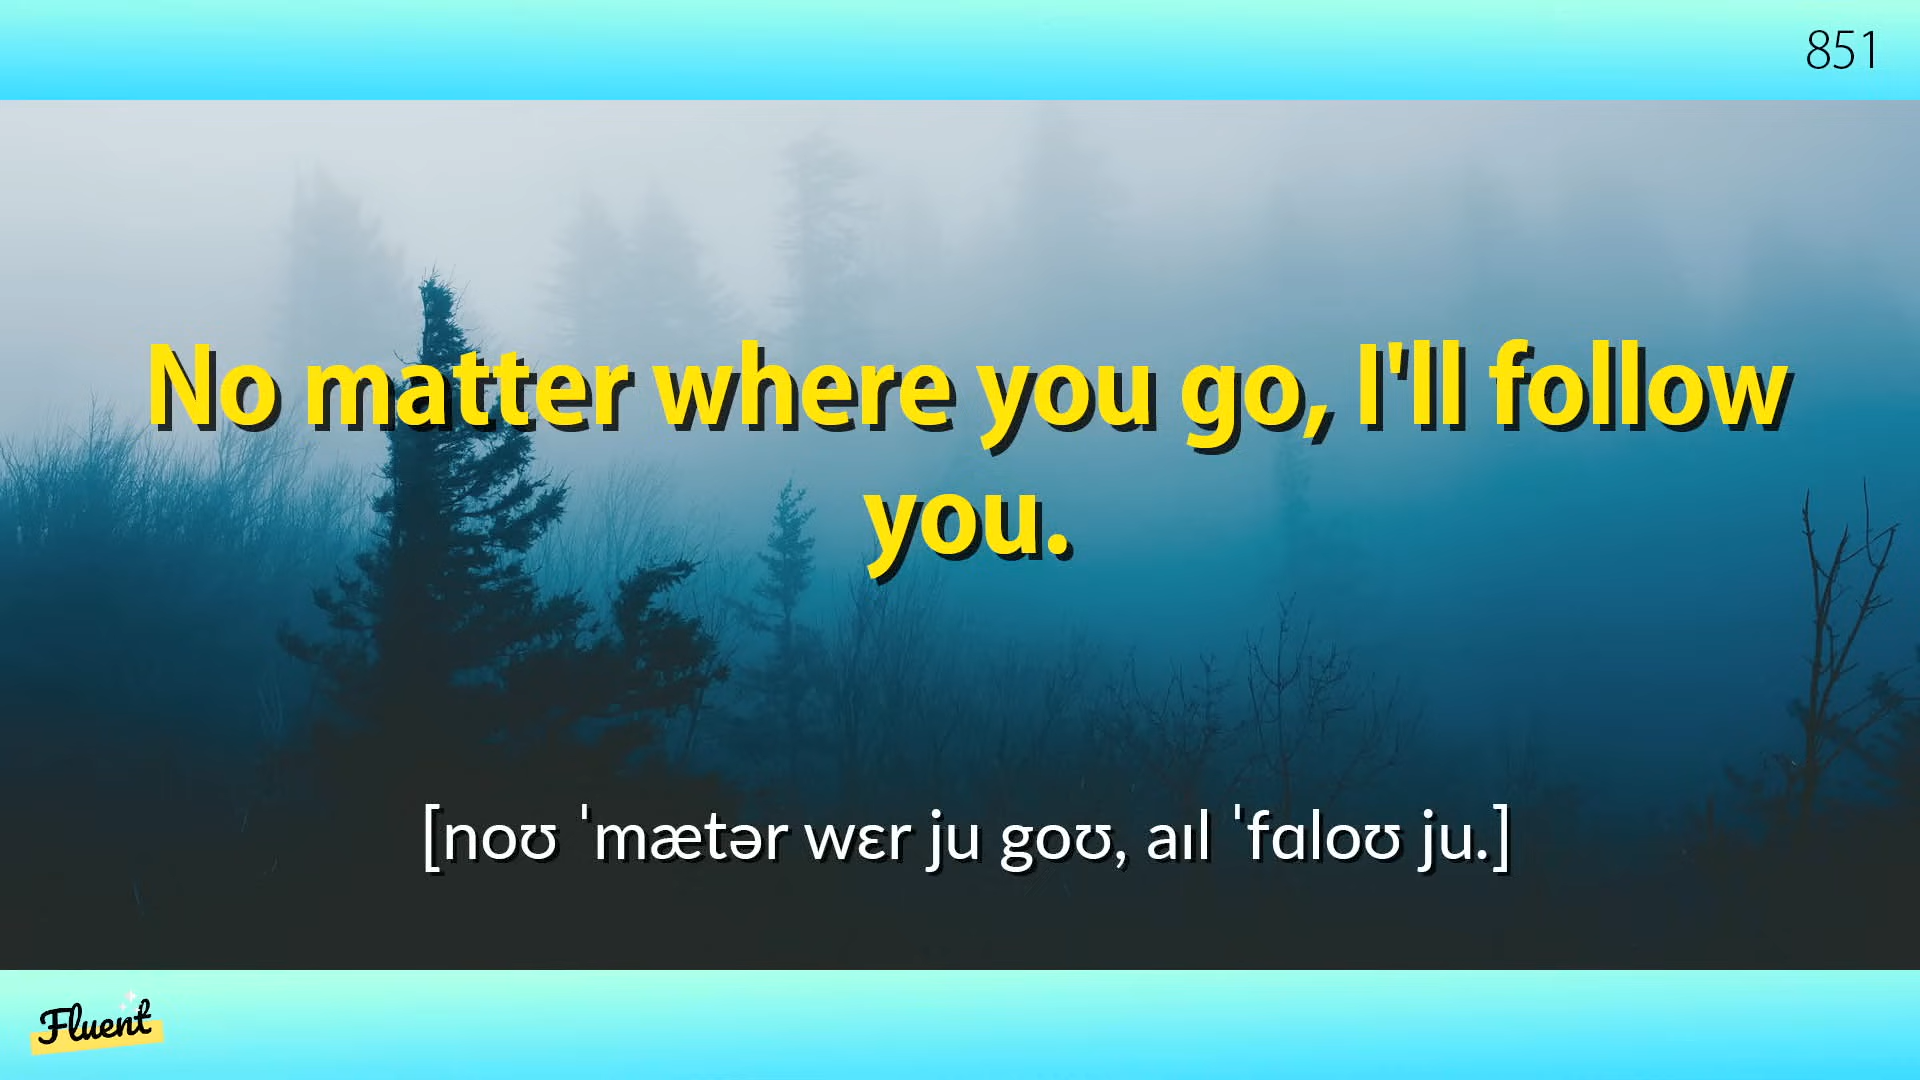 851
No matter where you go, I'll follow
you.
[noʊ ˈmætər wɛr ju goʊ, aɪl ˈfɑloʊ ju.]
Fluent